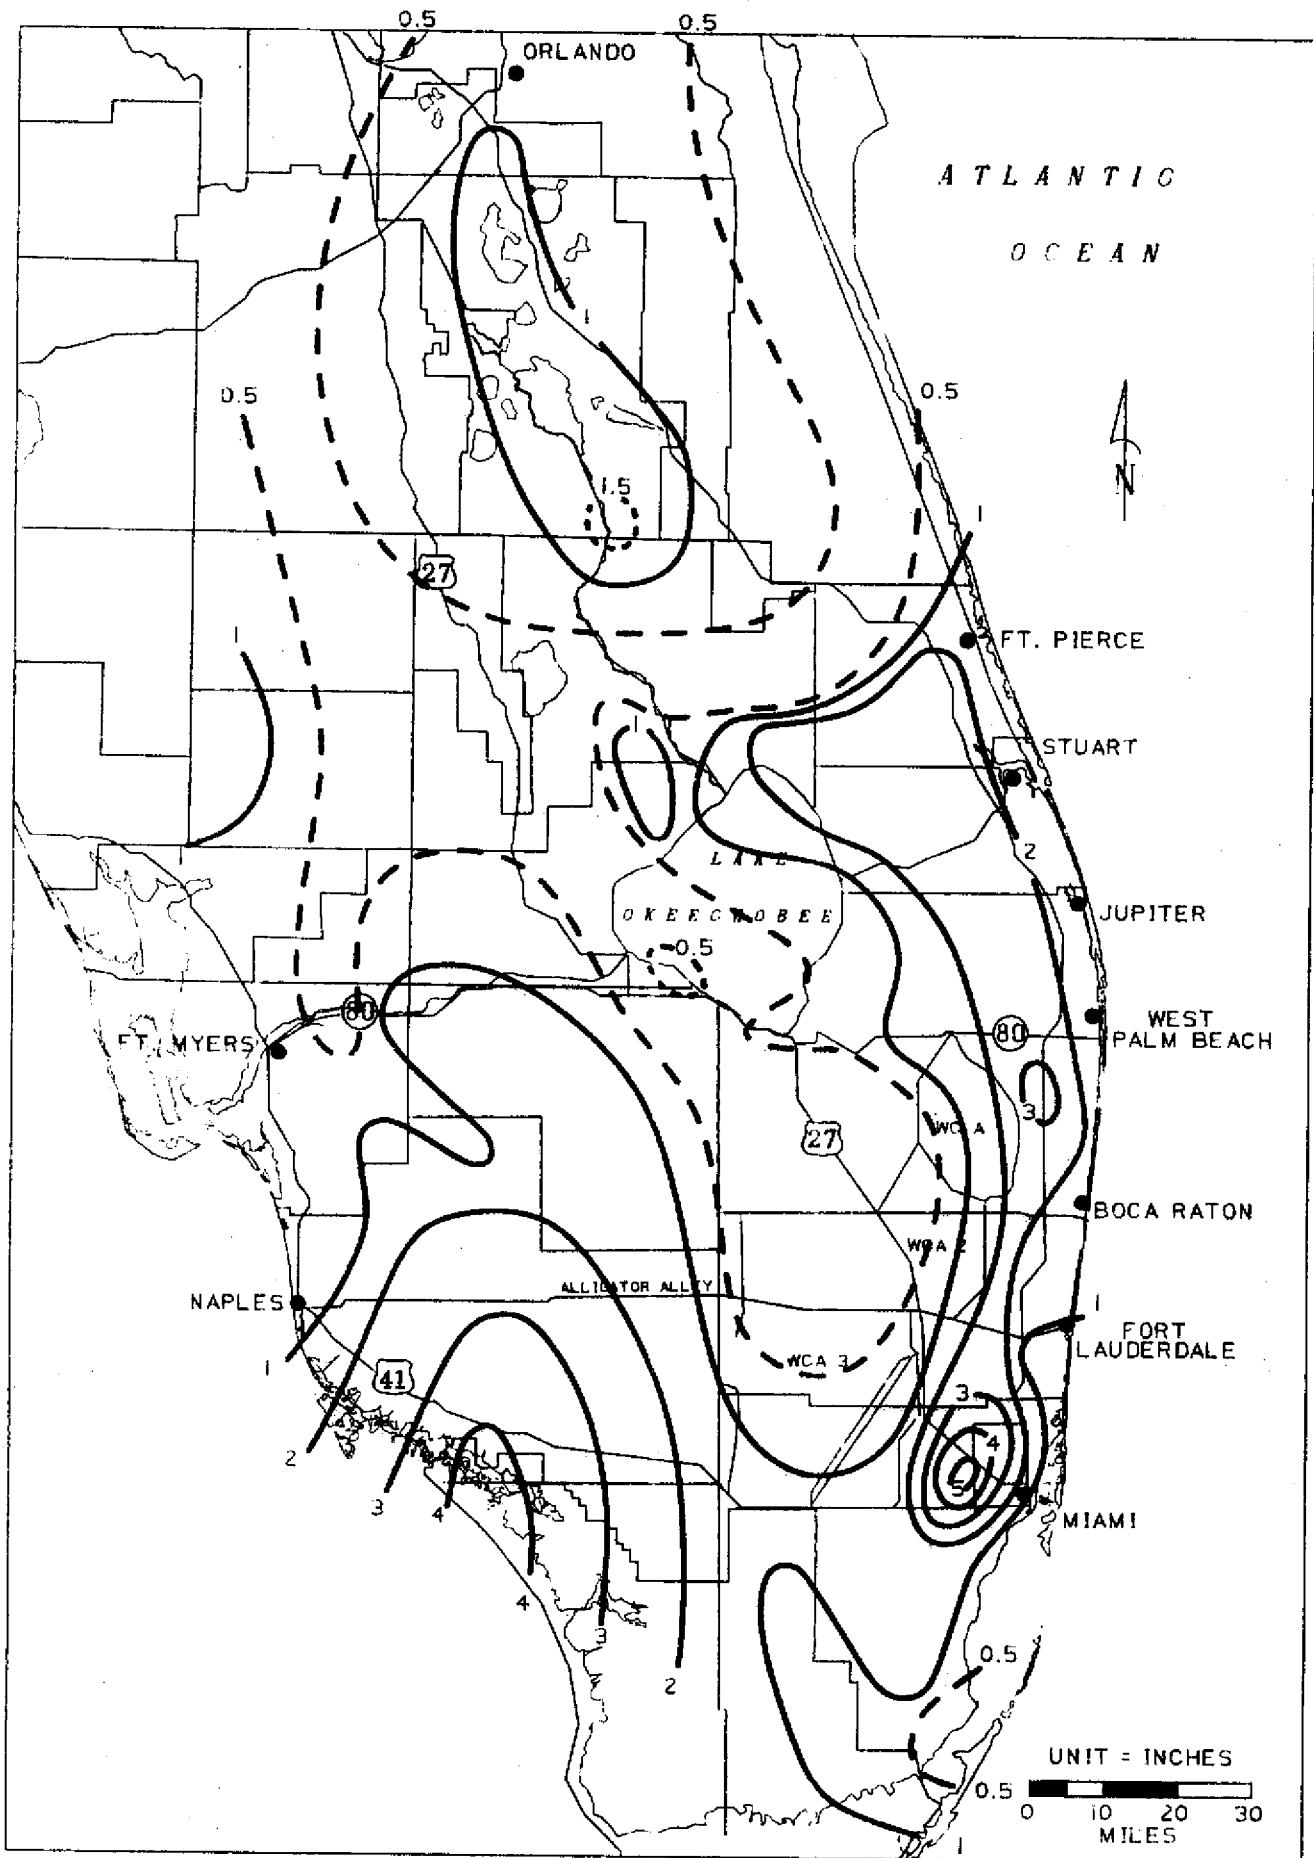 0.5
0.5
ORLANDO
ATLANTIC
OCEAN
1
0.5
0.5
N
1.5
1
27
FT. PIERCE
1
1
STUART
2
LAKE
OKEECHOBEE
JUPITER
0.5
80
FT. MYERS
WEST
PALM BEACH
80
3
27
WCA
BOCA RATON
WCA 2
ALLIGATOR ALLEY
NAPLES
1
FORT
LAUDERDALE
WCA 3
1
41
3
4
5
2
3
4
MIAMI
4
3
2
0.5
UNIT = INCHES
0.5
0 10 20 30
MILES
1